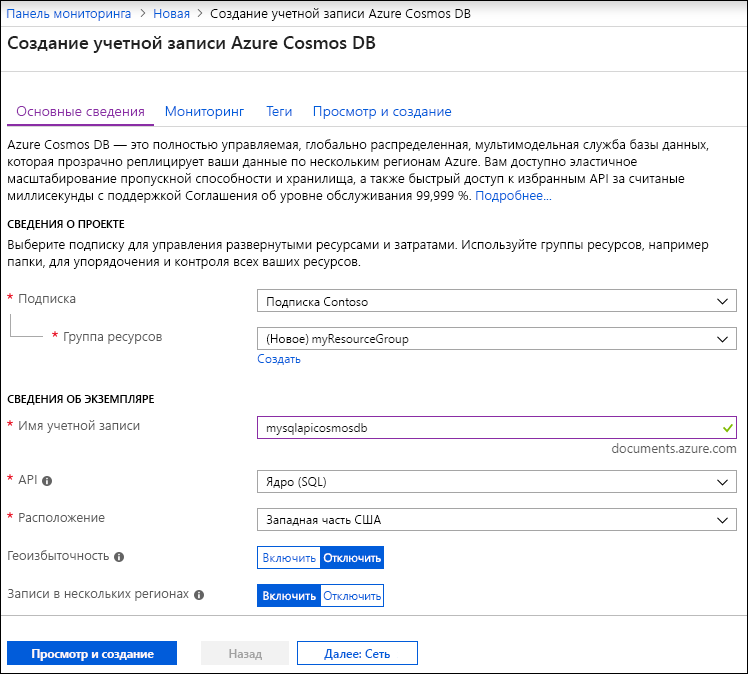 Панель мониторинга > Новая > Создание учетной записи Azure Cosmos DB
Создание учетной записи Azure Cosmos DB
Основные сведения Мониторинг Теги Просмотр и создание
Azure Cosmos DB — это полностью управляемая, глобально распределенная, мультимодельная служба базы данных,
которая прозрачно реплицирует ваши данные по нескольким регионам Azure. Вам доступно эластичное
масштабирование пропускной способности и хранилища, а также быстрый доступ к избранным API за считаные
миллисекунды с поддержкой Соглашения об уровне обслуживания 99,999 %. Подробнее...
СВЕДЕНИЯ О ПРОЕКТЕ
Выберите подписку для управления развернутыми ресурсами и затратами. Используйте группы ресурсов, например
папки, для упорядочения и контроля всех ваших ресурсов.
* Подписка Подписка Contoso
* Группа ресурсов (Новое) myResourceGroup
Создать
СВЕДЕНИЯ ОБ ЭКЗЕМПЛЯРЕ
* Имя учетной записи mysqlapicosmosdb
documents.azure.com
* API Ядро (SQL)
* Расположение Западная часть США
Геоизбыточность Включить Отключить
Записи в нескольких регионах Включить Отключить
Просмотр и создание Назад Далее: Сеть